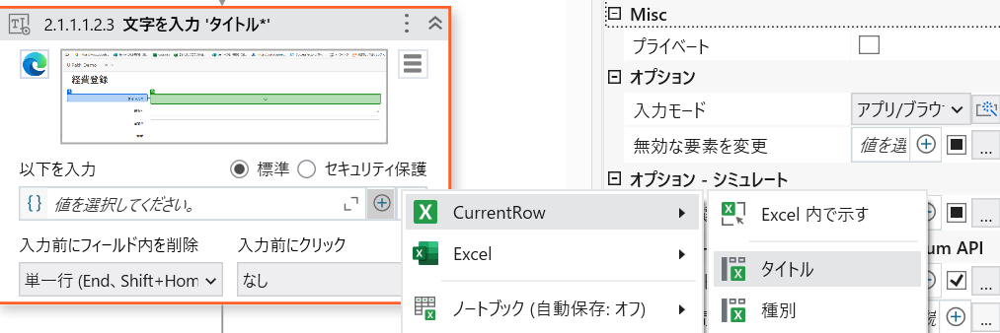 2.1.1.1.2.3 文字を入力 'タイトル*'
経費登録
以下を入力
標準
セキュリティ保護
値を選択してください。
入力前にフィールド内を削除
入力前にクリック
単一行 (End、Shift+Hom
なし
CurrentRow
Excel
ノートブック (自動保存: オフ)
Excel 内で示す
タイトル
種別
Misc
プライベート
オプション
入力モード
アプリ/ブラウ
無効な要素を変更
値を選
...
オプション - シミュレート
...
um API
...
...